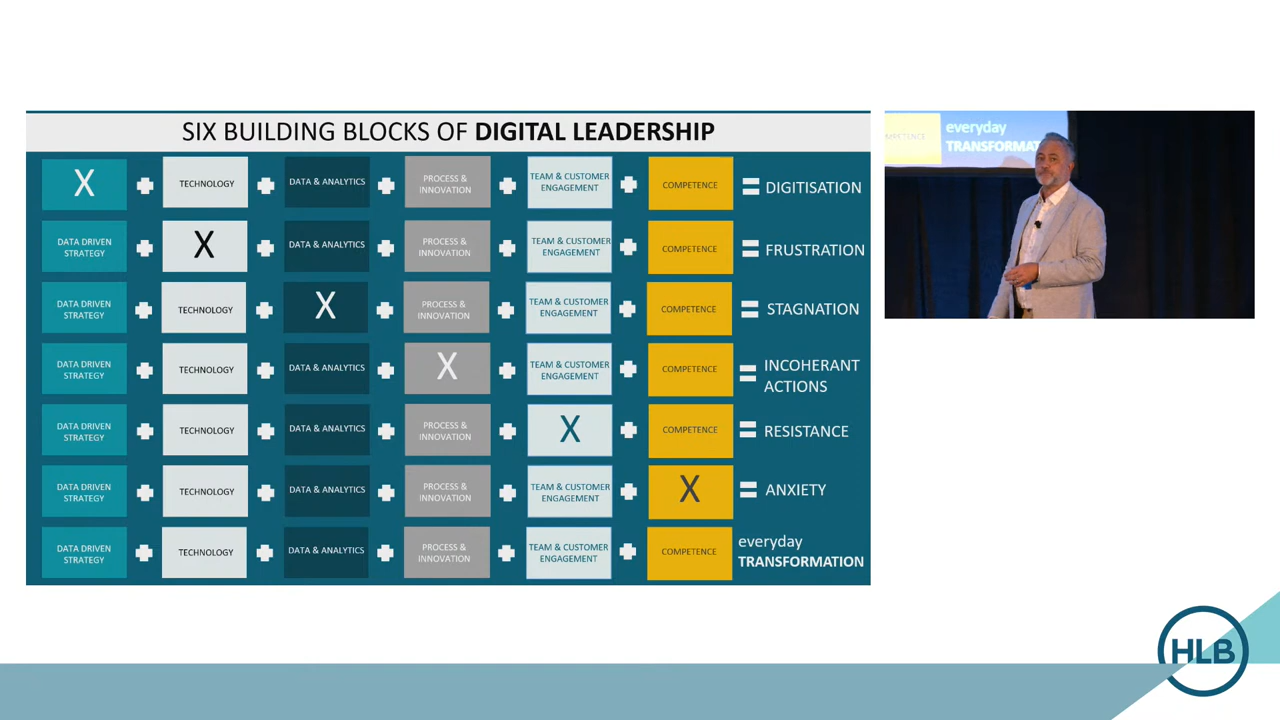 SIX BUILDING BLOCKS OF DIGITAL LEADERSHIP
X
TECHNOLOGY
DATA & ANALYTICS
PROCESS &
INNOVATION
TEAM & CUSTOMER
ENGAGEMENT
COMPETENCE
DIGITISATION
DATA DRIVEN
STRATEGY
X
DATA & ANALYTICS
PROCESS &
INNOVATION
TEAM & CUSTOMER
ENGAGEMENT
COMPETENCE
FRUSTRATION
DATA DRIVEN
STRATEGY
TECHNOLOGY
X
PROCESS &
INNOVATION
TEAM & CUSTOMER
ENGAGEMENT
COMPETENCE
STAGNATION
DATA DRIVEN
STRATEGY
TECHNOLOGY
DATA & ANALYTICS
X
TEAM & CUSTOMER
ENGAGEMENT
COMPETENCE
INCOHERANT
ACTIONS
DATA DRIVEN
STRATEGY
TECHNOLOGY
DATA & ANALYTICS
PROCESS &
INNOVATION
X
COMPETENCE
RESISTANCE
DATA DRIVEN
STRATEGY
TECHNOLOGY
DATA & ANALYTICS
PROCESS &
INNOVATION
TEAM & CUSTOMER
ENGAGEMENT
X
ANXIETY
DATA DRIVEN
STRATEGY
TECHNOLOGY
DATA & ANALYTICS
PROCESS &
INNOVATION
TEAM & CUSTOMER
ENGAGEMENT
COMPETENCE
everyday
TRANSFORMATION
everyday
TRANSFORMAT
HLB